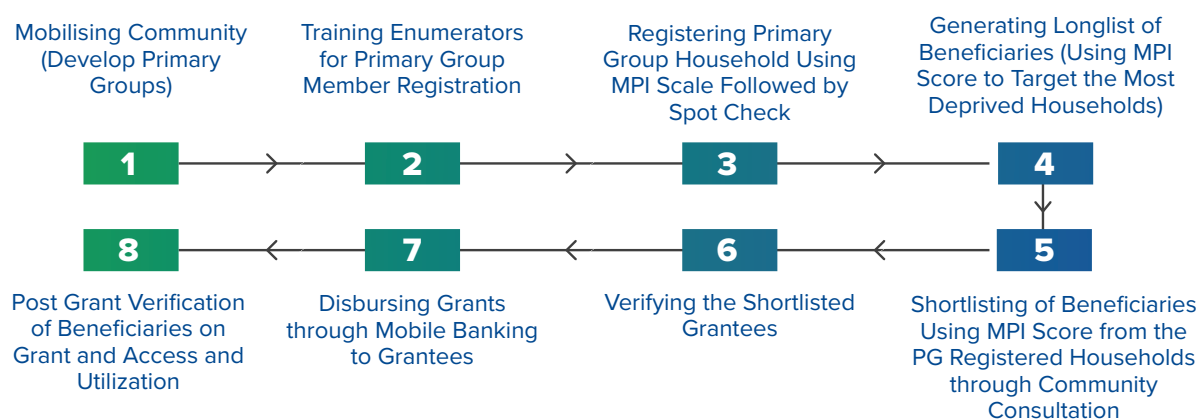 Mobilising Community
(Develop Primary
Groups)
Training Enumerators
for Primary Group
Member Registration
Registering Primary
Group Household Using
MPI Scale Followed by
Spot Check
Generating Longlist of
Beneficiaries (Using MPI
Score to Target the Most
Deprived Households)
1
2
3
4
8
7
6
5
Post Grant Verification
of Beneficiaries on
Grant and Access and
Utilization
Disbursing Grants
through Mobile Banking
to Grantees
Verifying the Shortlisted
Grantees
Shortlisting of Beneficiaries
Using MPI Score from the
PG Registered Households
through Community
Consultation